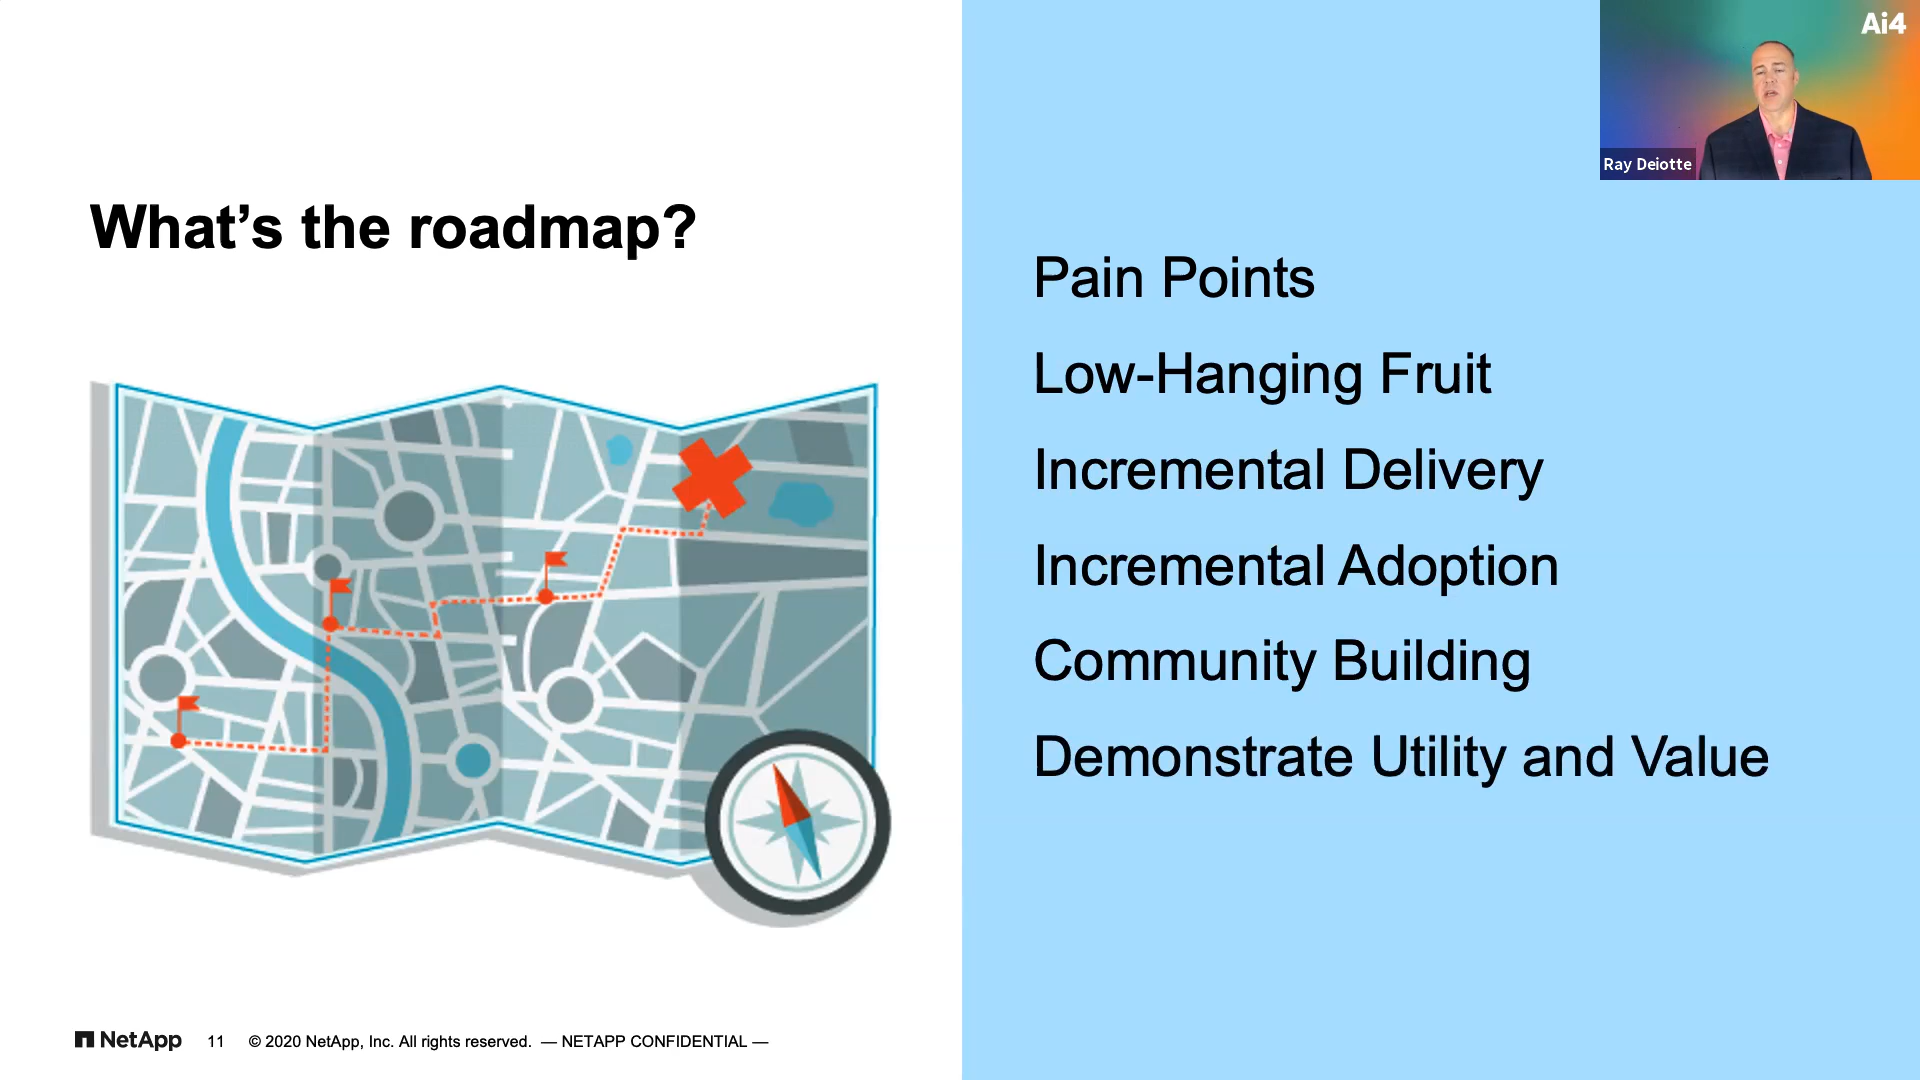 Ai4
Ray Deiotte
What’s the roadmap?
Pain Points
Low-Hanging Fruit
Incremental Delivery
Incremental Adoption
Community Building
Demonstrate Utility and Value
NetApp 11 © 2020 NetApp, Inc. All rights reserved. — NETAPP CONFIDENTIAL —